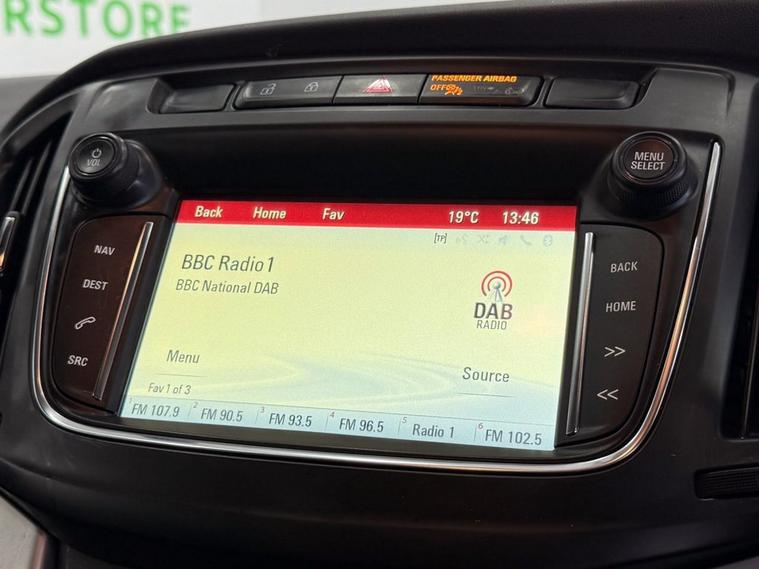 RSTORE
PASSENGER AIRBAG
OFF
VOL
MENU
SELECT
Back Home Fav 19°C 13:46
[TP]
NAV
DEST
SRC
BBC Radio 1
BBC National DAB
DAB
RADIO
BACK
HOME
>>
<<
Menu
Source
Fav 1 of 3
1 FM 107.9 2 FM 90.5 3 FM 93.5 4 FM 96.5 5 Radio 1 6 FM 102.5